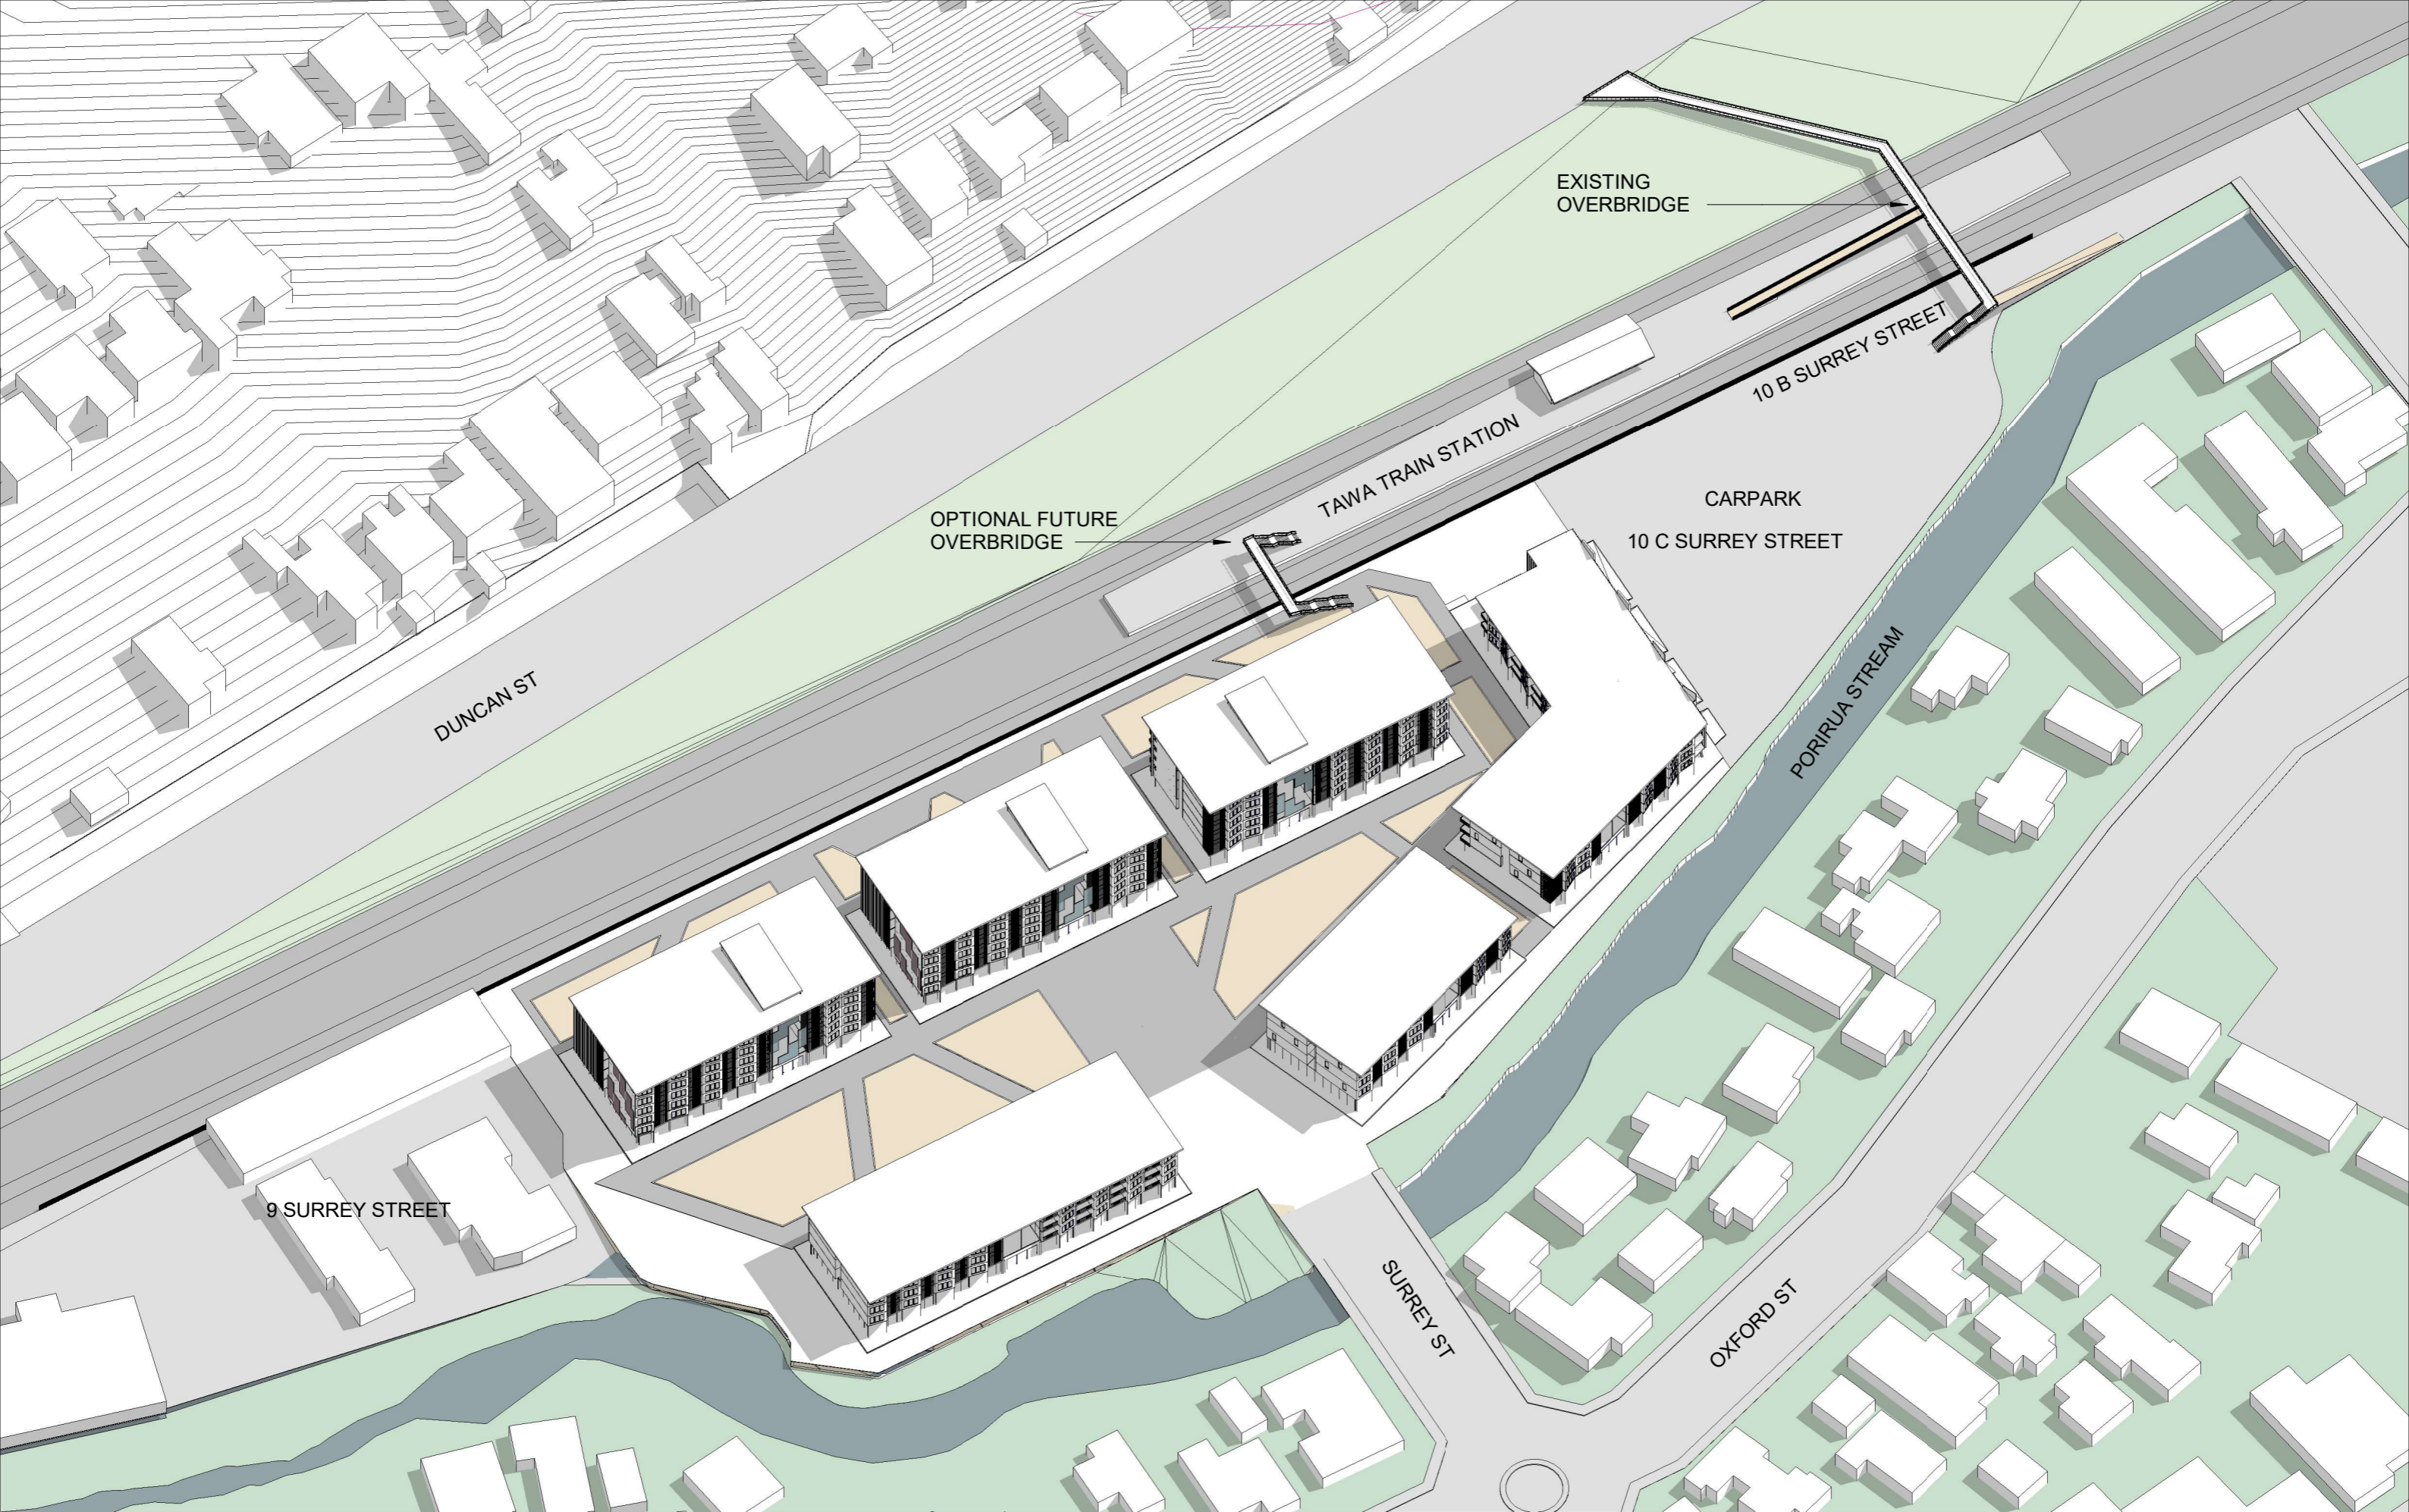 EXISTING
OVERBRIDGE
10 B SURREY STREET
TAWA TRAIN STATION
CARPARK
10 C SURREY STREET
OPTIONAL FUTURE
OVERBRIDGE
DUNCAN ST
PORIRUA STREAM
9 SURREY STREET
SURREY ST
OXFORD ST